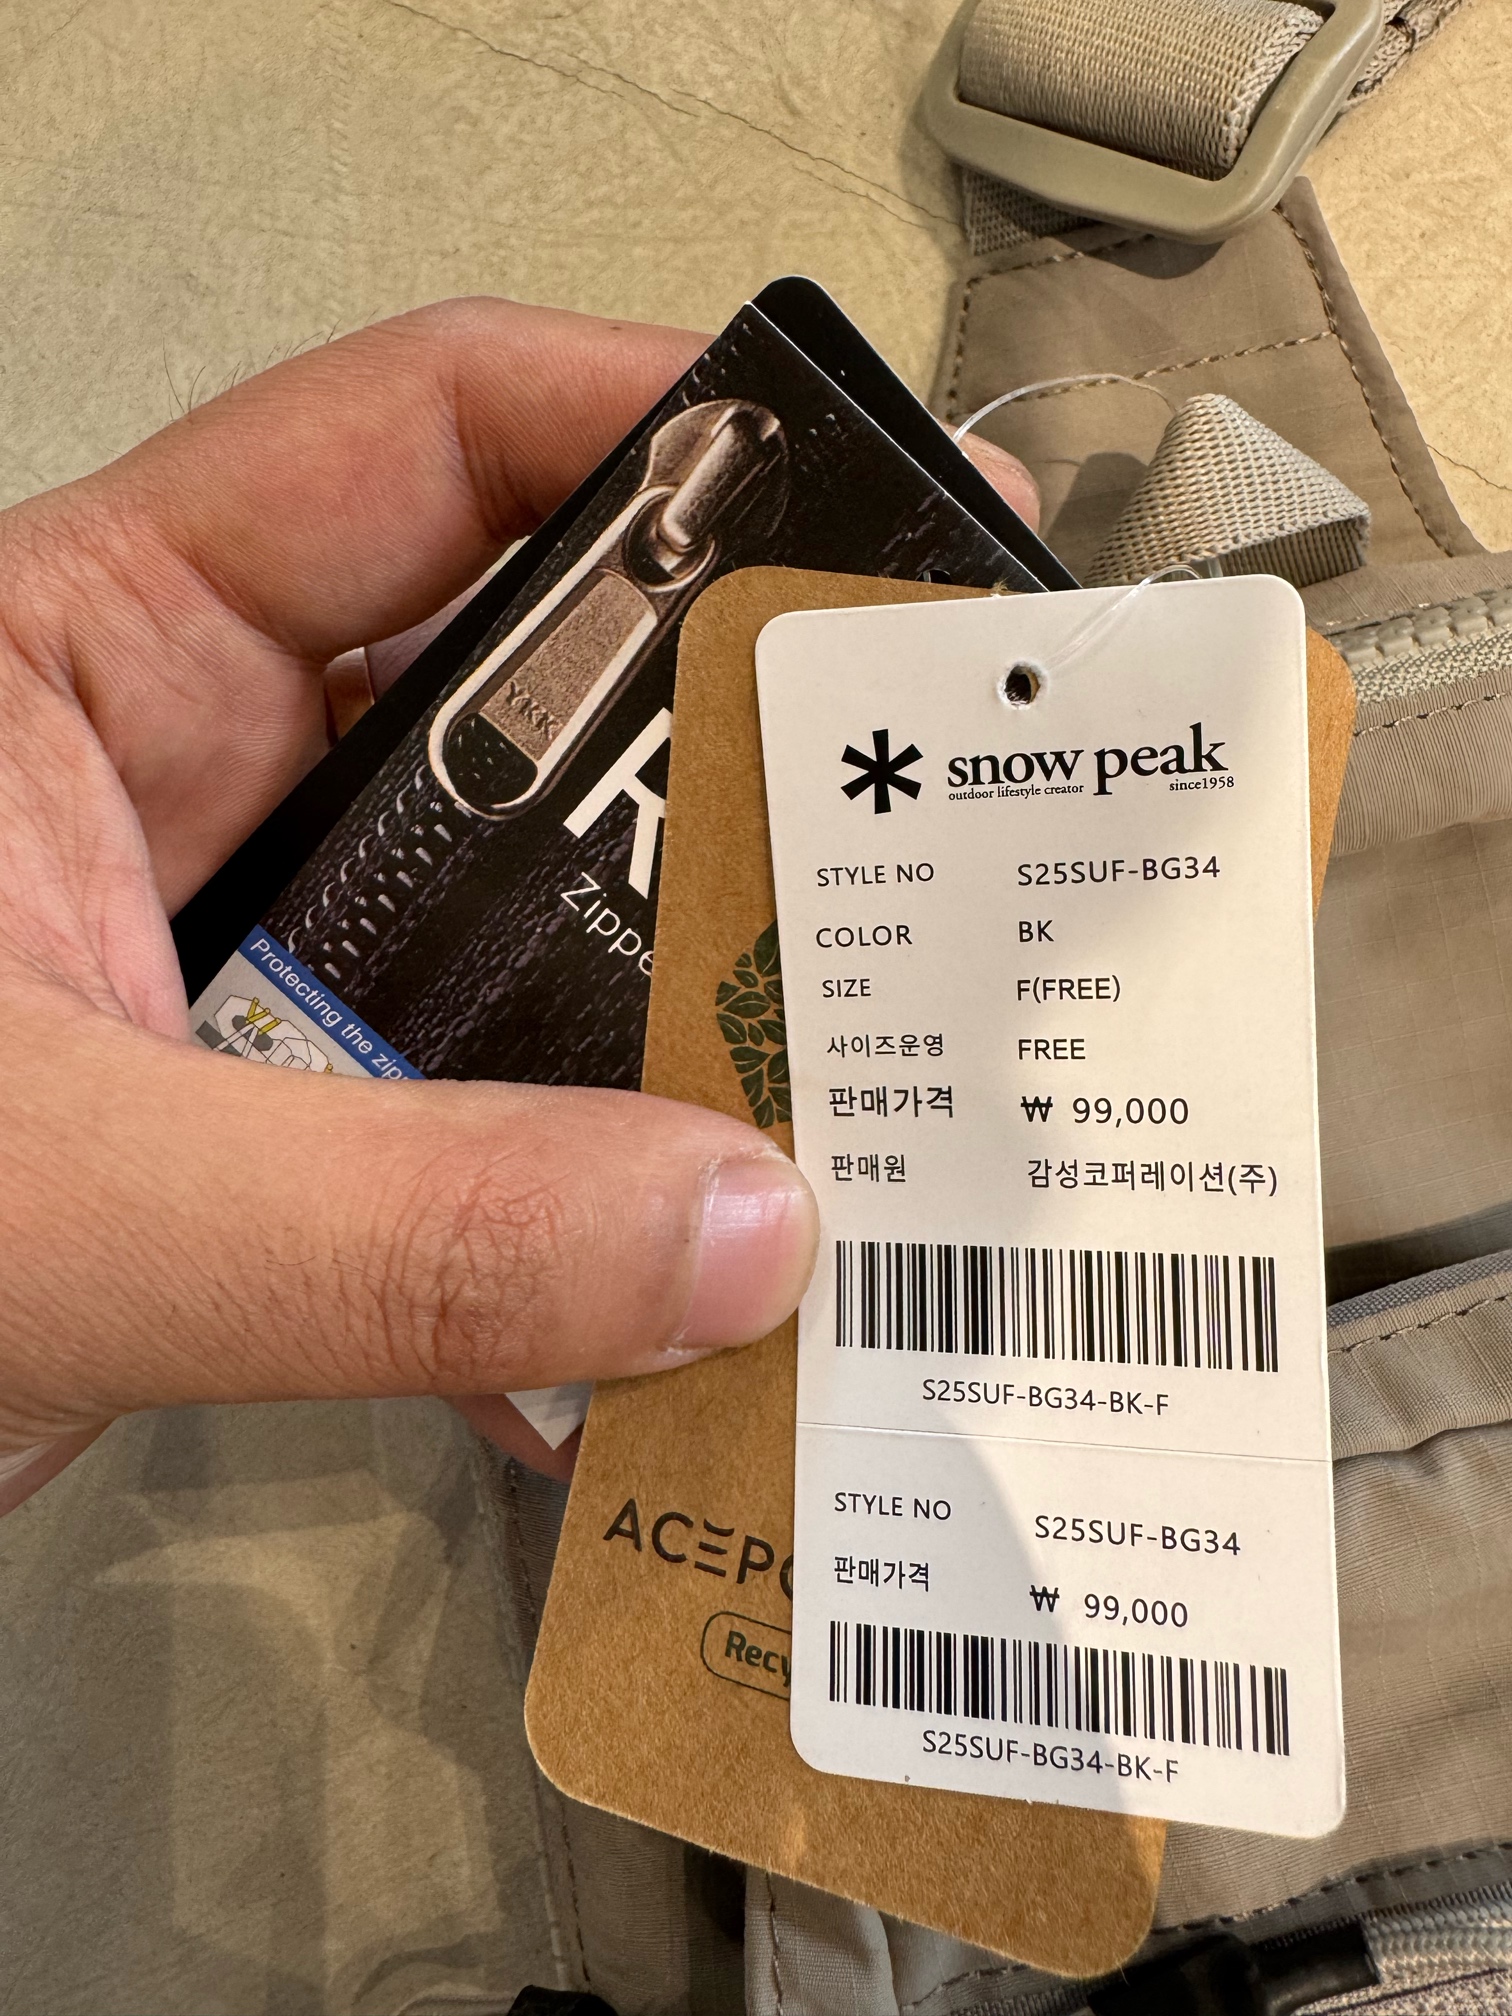 YKK
Zippe
Protecting the zip
snow peak
outdoor lifestyle creator since1958
STYLE NO S25SUF-BG34
COLOR BK
SIZE F(FREE)
사이즈운영 FREE
판매가격 ₩ 99,000
판매원 감성코퍼레이션(주)
S25SUF-BG34-BK-F
STYLE NO S25SUF-BG34
판매가격 ₩ 99,000
S25SUF-BG34-BK-F
ACEPO
Recy